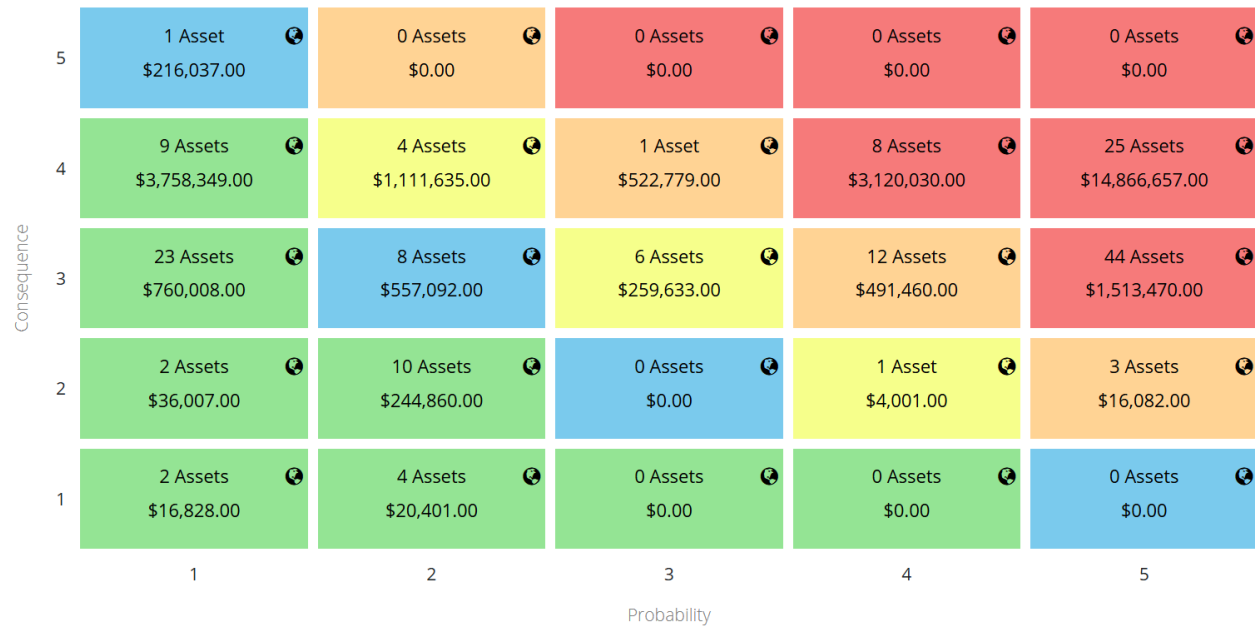 1 Asset 0 Assets 0 Assets 0 Assets 0 Assets
5
$216,037.00 $0.00 $0.00 $0.00 $0.00
9 Assets 4 Assets 1 Asset 8 Assets 25 Assets
4
$3,758,349.00 $1,111,635.00 $522,779.00 $3,120,030.00 $14,866,657.00
Consequence
23 Assets 8 Assets 6 Assets 12 Assets 44 Assets
3
$760,008.00 $557,092.00 $259,633.00 $491,460.00 $1,513,470.00
2 Assets 10 Assets 0 Assets 1 Asset 3 Assets
2
$36,007.00 $244,860.00 $0.00 $4,001.00 $16,082.00
2 Assets 4 Assets 0 Assets 0 Assets 0 Assets
1
$16,828.00 $20,401.00 $0.00 $0.00 $0.00
1 2 3 4 5
Probability